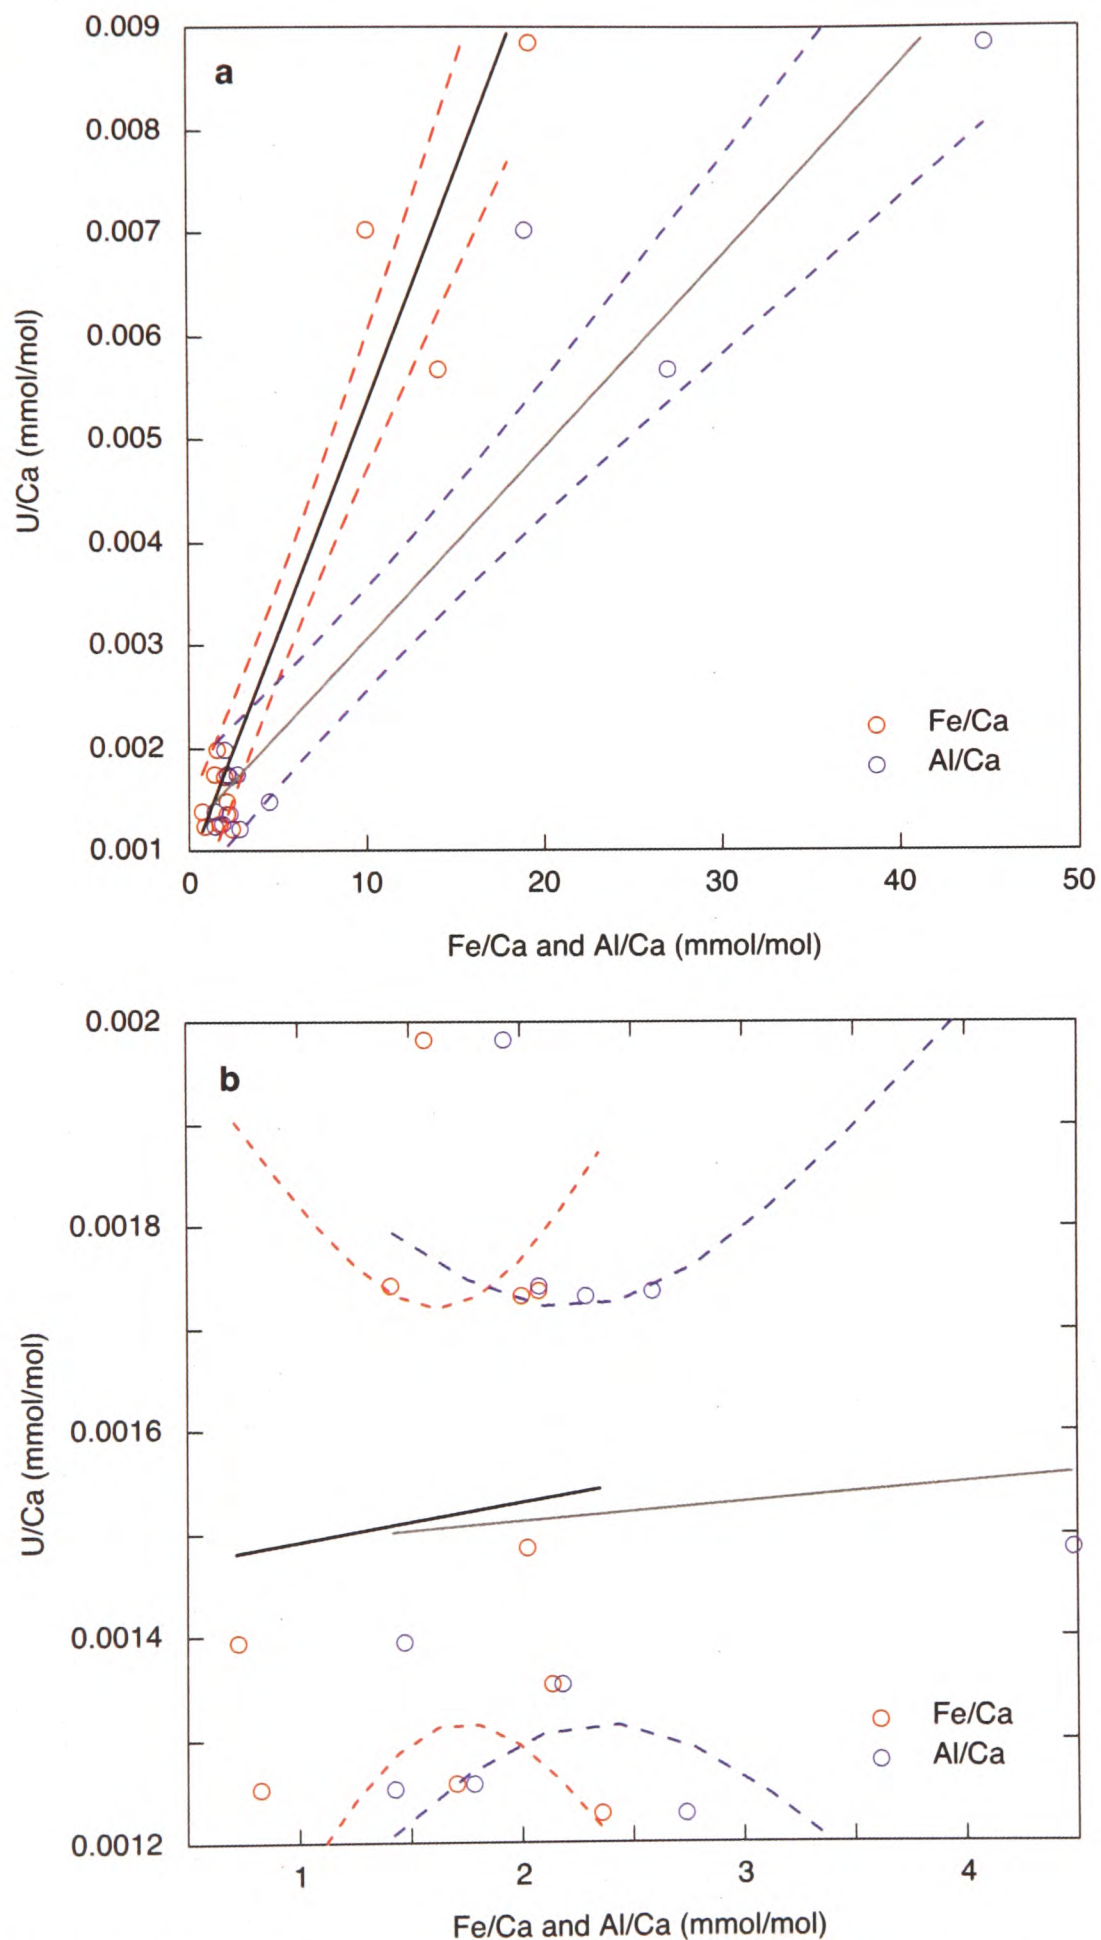 a
0.009
0.008
0.007
0.006
0.005
0.004
0.003
0.002
0.001
U/Ca (mmol/mol)
Fe/Ca
Al/Ca
0 10 20 30 40 50
Fe/Ca and Al/Ca (mmol/mol)
b
0.002
0.0018
0.0016
0.0014
0.0012
U/Ca (mmol/mol)
Fe/Ca
Al/Ca
1 2 3 4
Fe/Ca and Al/Ca (mmol/mol)